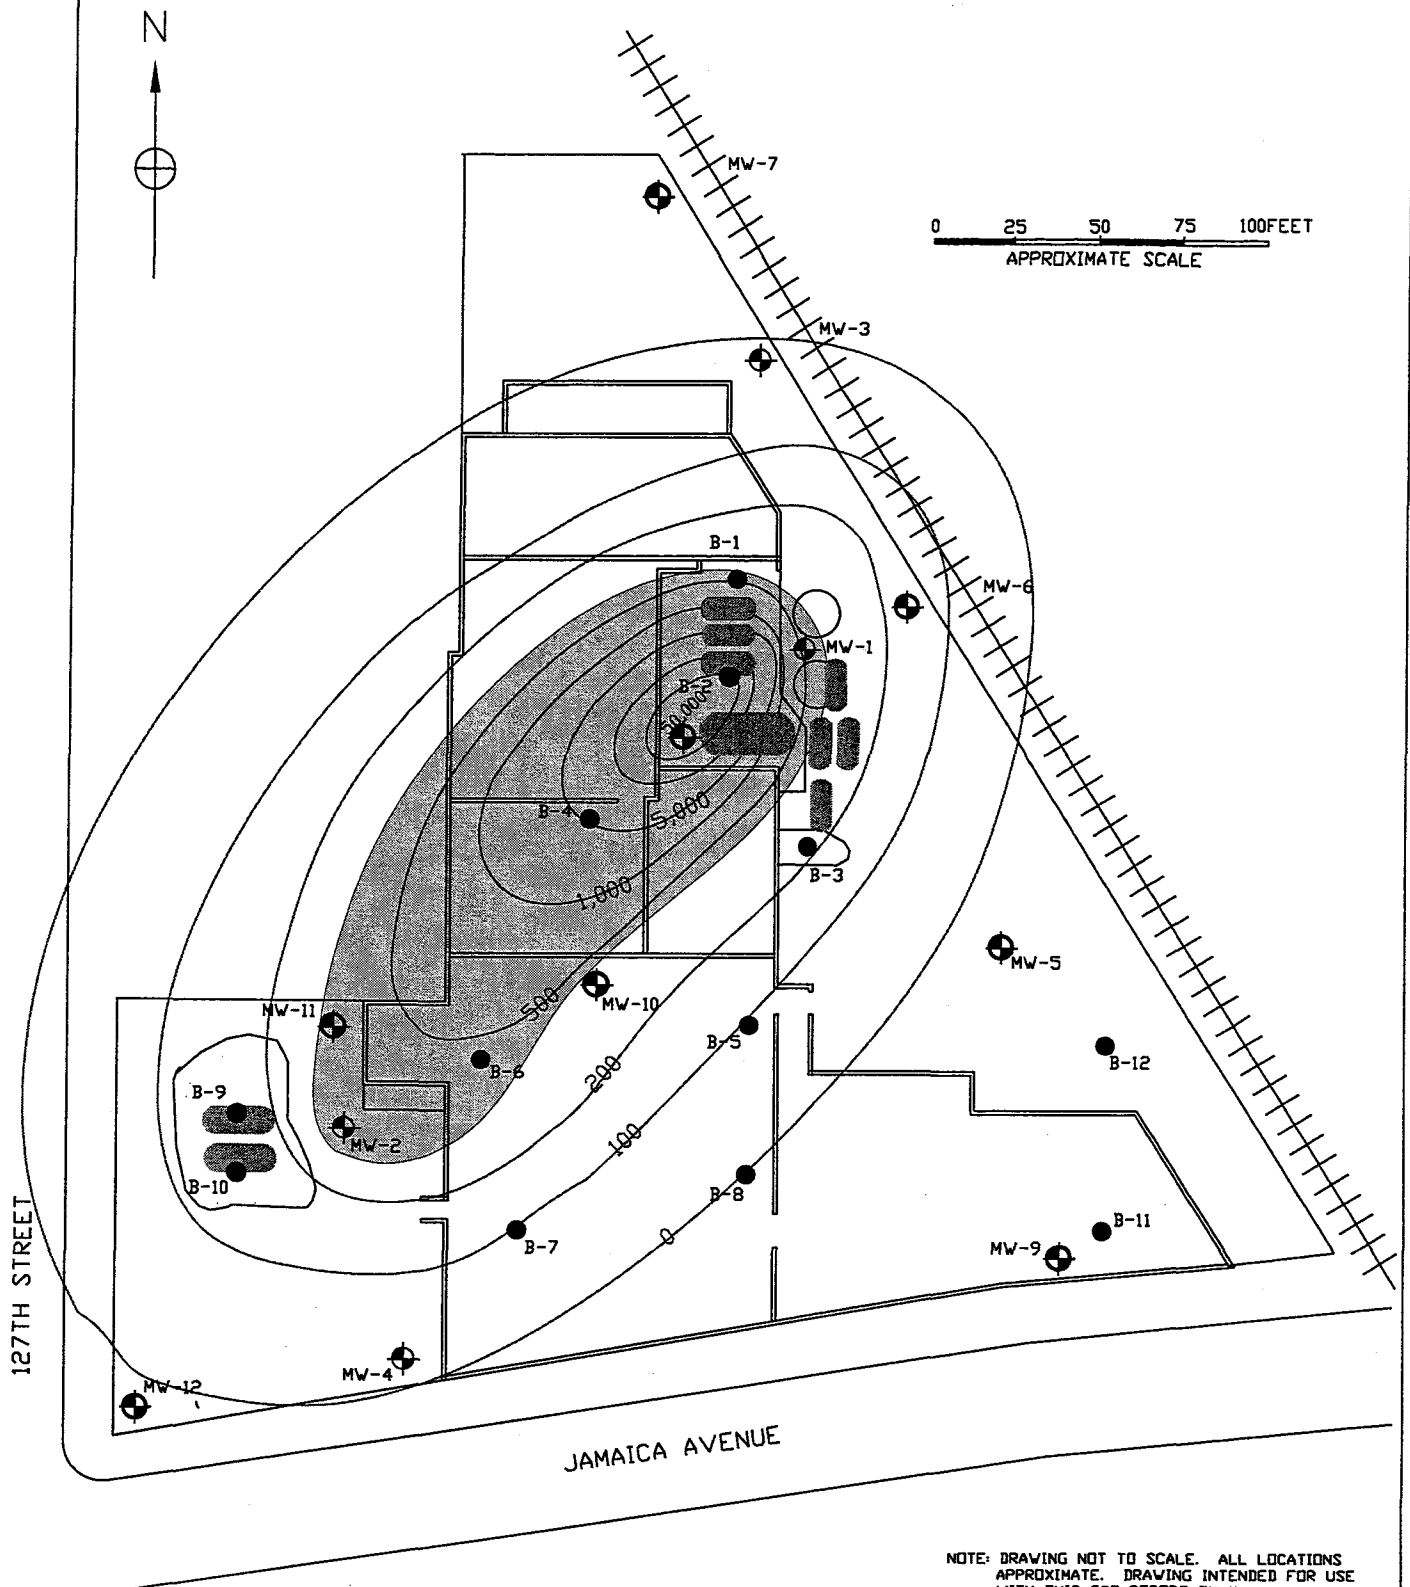 N
MW-7
0 25 50 75 100FEET
APPROXIMATE SCALE
MW-3
B-1
MW-6
MW-1
B-2
50,000
B-4
5,000
B-3
1,000
MW-5
500
MW-10
MW-11
B-5
B-12
B-6
200
B-9
100
MW-2
B-10
B-8
127TH STREET
B-11
0
B-7
MW-9
MW-4
MW-12
JAMAICA AVENUE
NOTE: DRAWING NOT TO SCALE. ALL LOCATIONS
APPROXIMATE. DRAWING INTENDED FOR USE